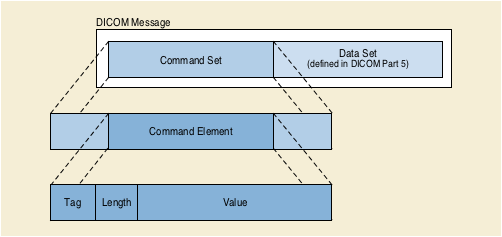 DICOM Message
Command Set
Data Set
(defined in DICOM Part 5)
Command Element
Tag
Length
Value